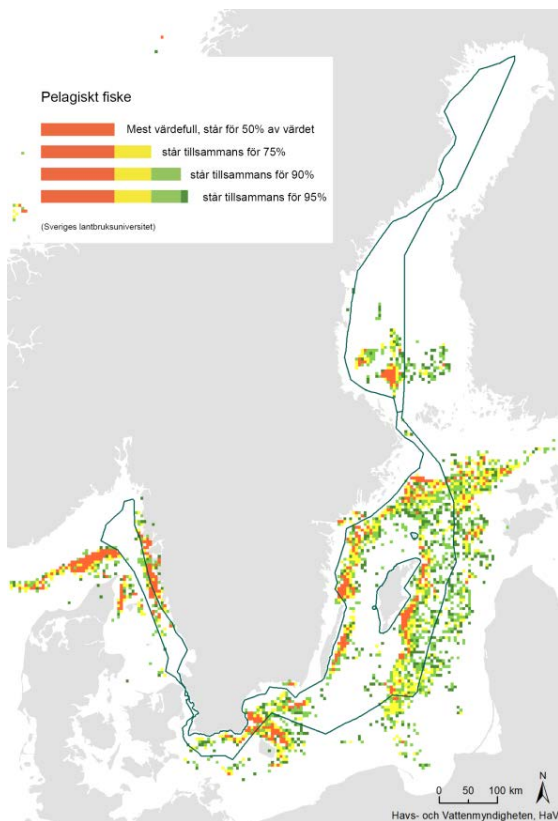 Pelagiskt fiske
Mest värdefull, står för 50% av värdet
står tillsammans för 75%
står tillsammans för 90%
står tillsammans för 95%
(Sveriges lantbruksuniversitet)
N
0 50 100 km
Havs- och Vattenmyndigheten, HaV